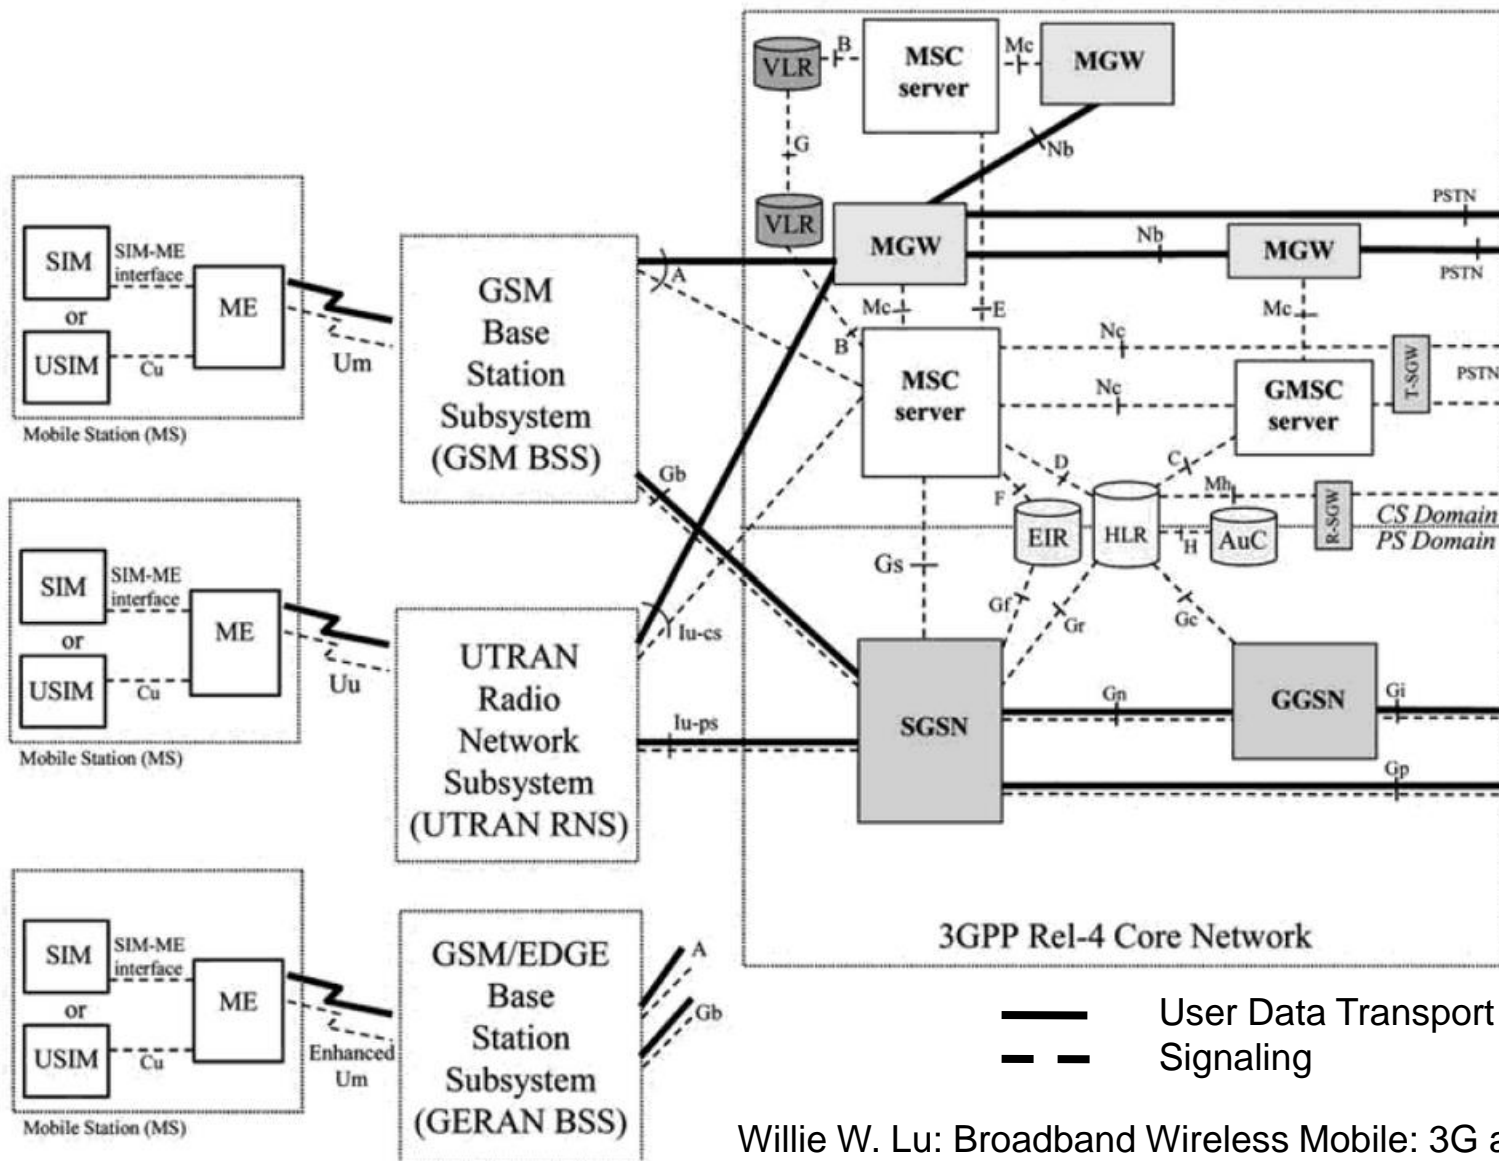 VLR
B
MSC
server
Mc
MGW
G
Nb
VLR
MGW
PSTN
Nb
MGW
PSTN
SIM
SIM-ME
interface
or
ME
USIM
Cu
Um
Mobile Station (MS)
GSM
Base
Station
Subsystem
(GSM BSS)
A
Mc
E
B
Mc
Nc
MSC
server
Nc
GMSC
server
T-SGW
PSTN
Gb
D
C
F
Mh
EIR
HLR
H
AuC
R-SGW
CS Domain
PS Domain
Gs
Gf
Gr
Gc
SIM
SIM-ME
interface
or
ME
USIM
Cu
Uu
Mobile Station (MS)
UTRAN
Radio
Network
Subsystem
(UTRAN RNS)
Iu-cs
Iu-ps
SGSN
Gn
GGSN
Gi
Gp
SIM
SIM-ME
interface
or
ME
USIM
Cu
Enhanced
Um
Mobile Station (MS)
GSM/EDGE
Base
Station
Subsystem
(GERAN BSS)
A
Gb
3GPP Rel-4 Core Network
User Data Transport
Signaling
Willie W. Lu: Broadband Wireless Mobile: 3G a